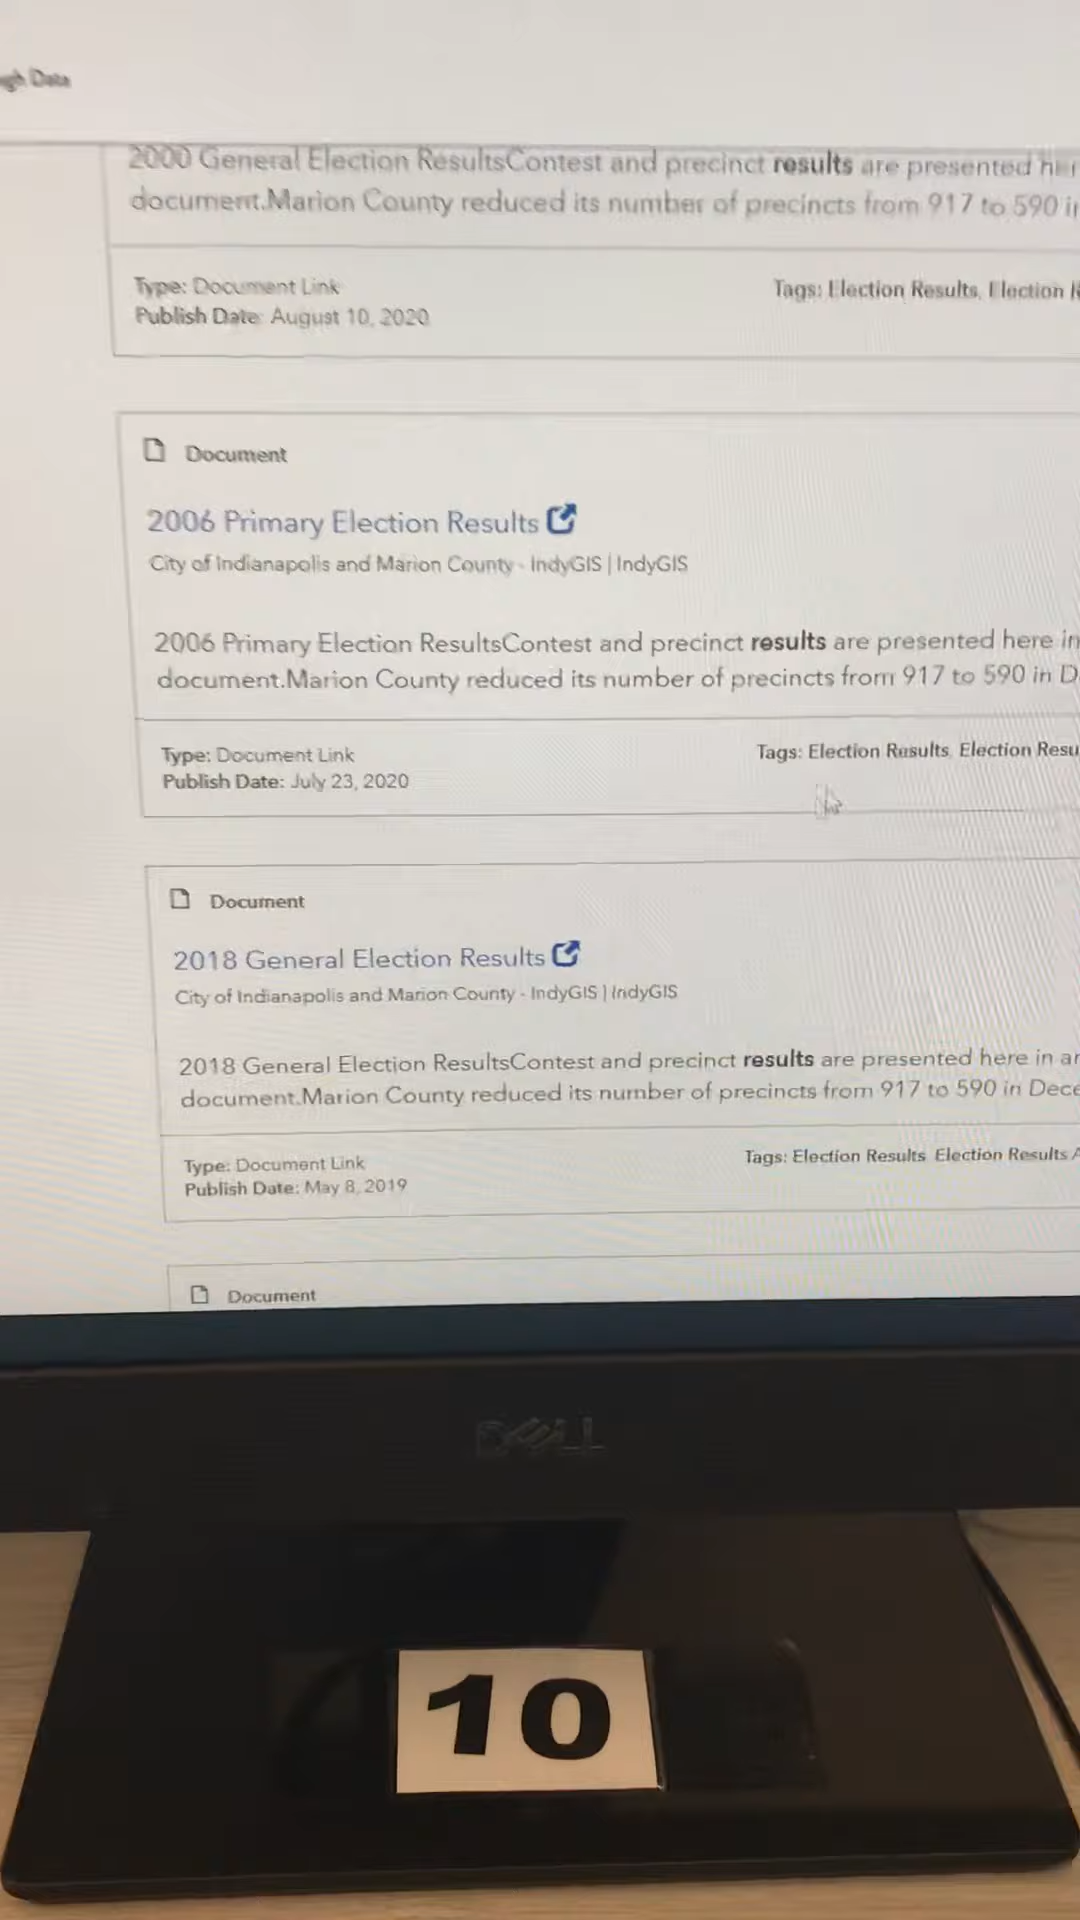 Data
2000 General Election ResultsContest and precinct results are presented
document.Marion County reduced its number of precincts from 917 to 590
Type: Document Link
Tags: Election Results, Election
Publish Date: August 10, 2020
Document
2006 Primary Election Results
City of Indianapolis and Marion County - IndyGIS | IndyGIS
2006 Primary Election ResultsContest and precinct results are presented here in
document.Marion County reduced its number of precincts from 917 to 590 in D
Type: Document Link
Tags: Election Results, Election Resu
Publish Date: July 23, 2020
Document
2018 General Election Results
City of Indianapolis and Marion County - IndyGIS | IndyGIS
2018 General Election ResultsContest and precinct results are presented here in ar
document.Marion County reduced its number of precincts from 917 to 590 in Dece
Type: Document Link
Tags: Election Results Election Results A
Publish Date: May 8, 2019
Document
DELL
10